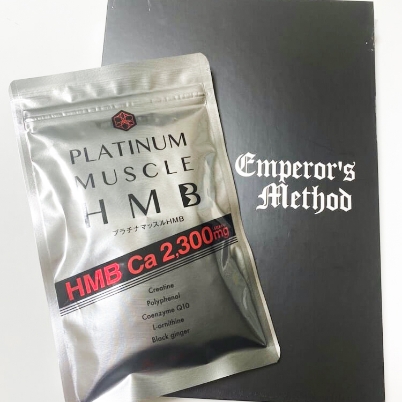 PLATINUM
MUSCLE
HMB
プラチナマッスルHMB
HMB Ca 2,300mg
Creatine
Polyphenol
Coenzyme Q10
L-ornithine
Black ginger
Emperor's
Method